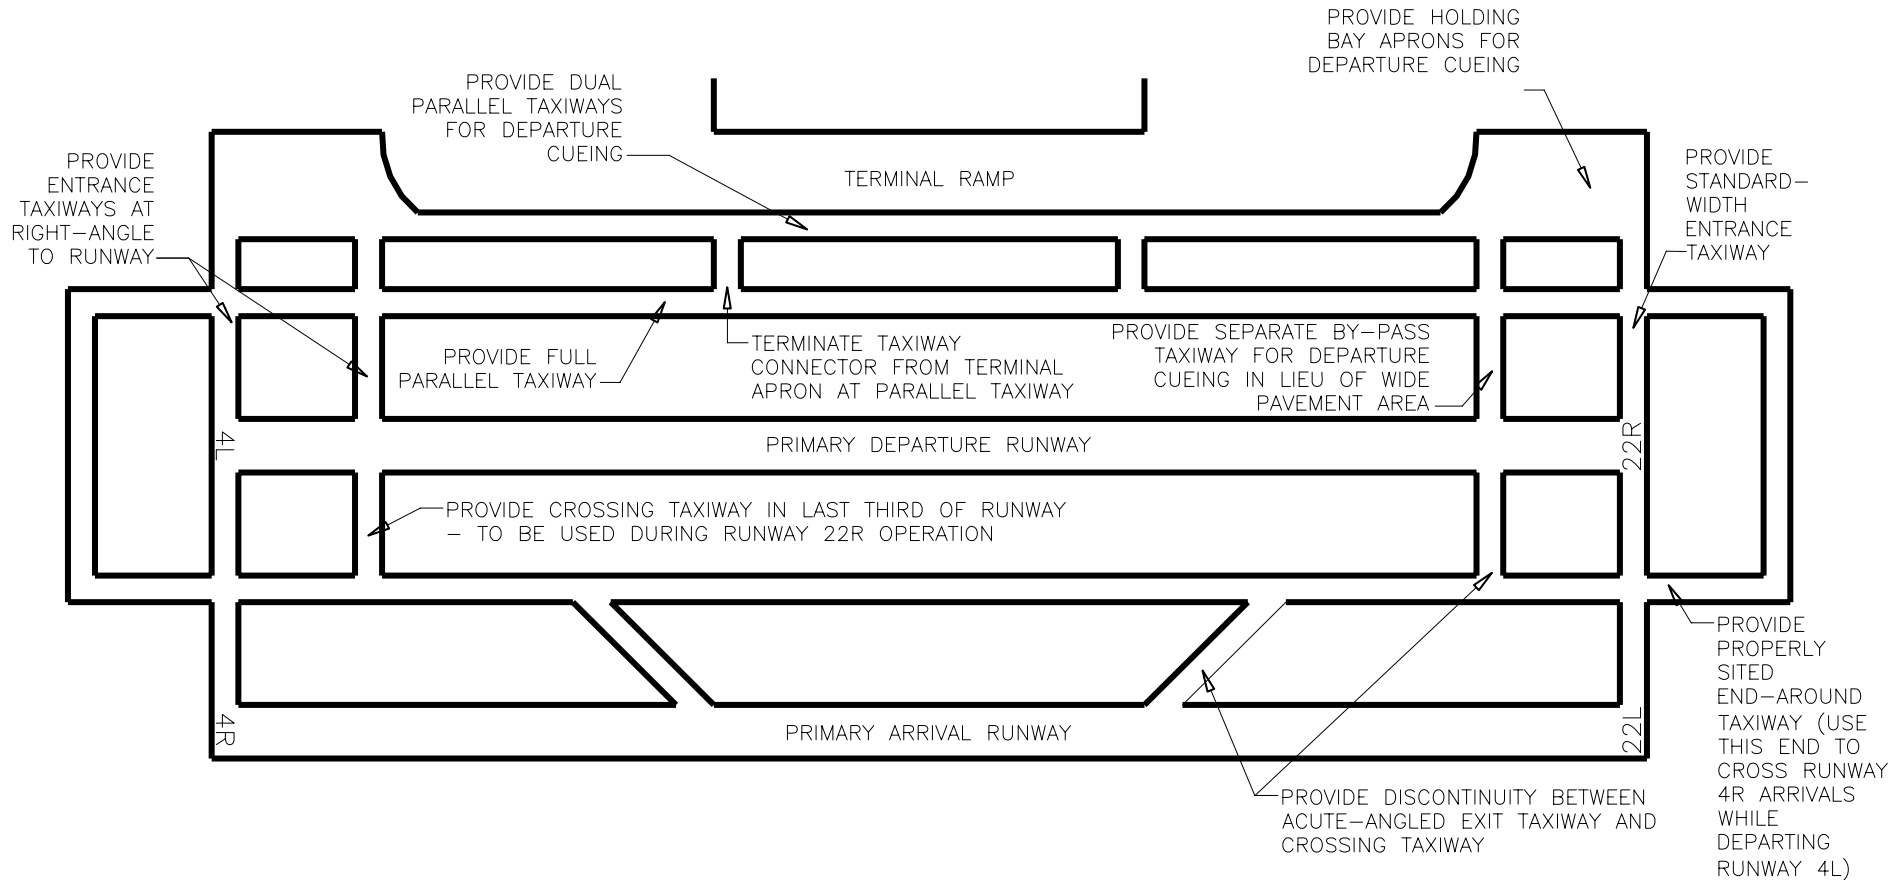 PROVIDE HOLDING
BAY APRONS FOR
DEPARTURE CUEING
PROVIDE DUAL
PARALLEL TAXIWAYS
FOR DEPARTURE
CUEING
PROVIDE
ENTRANCE
TAXIWAYS AT
RIGHT-ANGLE
TO RUNWAY
TERMINAL RAMP
PROVIDE
STANDARD-
WIDTH
ENTRANCE
TAXIWAY
PROVIDE FULL
PARALLEL TAXIWAY
TERMINATE TAXIWAY
CONNECTOR FROM TERMINAL
APRON AT PARALLEL TAXIWAY
PROVIDE SEPARATE BY-PASS
TAXIWAY FOR DEPARTURE
CUEING IN LIEU OF WIDE
PAVEMENT AREA
4L
PRIMARY DEPARTURE RUNWAY
22R
PROVIDE CROSSING TAXIWAY IN LAST THIRD OF RUNWAY
- TO BE USED DURING RUNWAY 22R OPERATION
4R
PRIMARY ARRIVAL RUNWAY
22L
PROVIDE
PROPERLY
SITED
END-AROUND
TAXIWAY (USE
THIS END TO
CROSS RUNWAY
4R ARRIVALS
WHILE
DEPARTING
RUNWAY 4L)
PROVIDE DISCONTINUITY BETWEEN
ACUTE-ANGLED EXIT TAXIWAY AND
CROSSING TAXIWAY